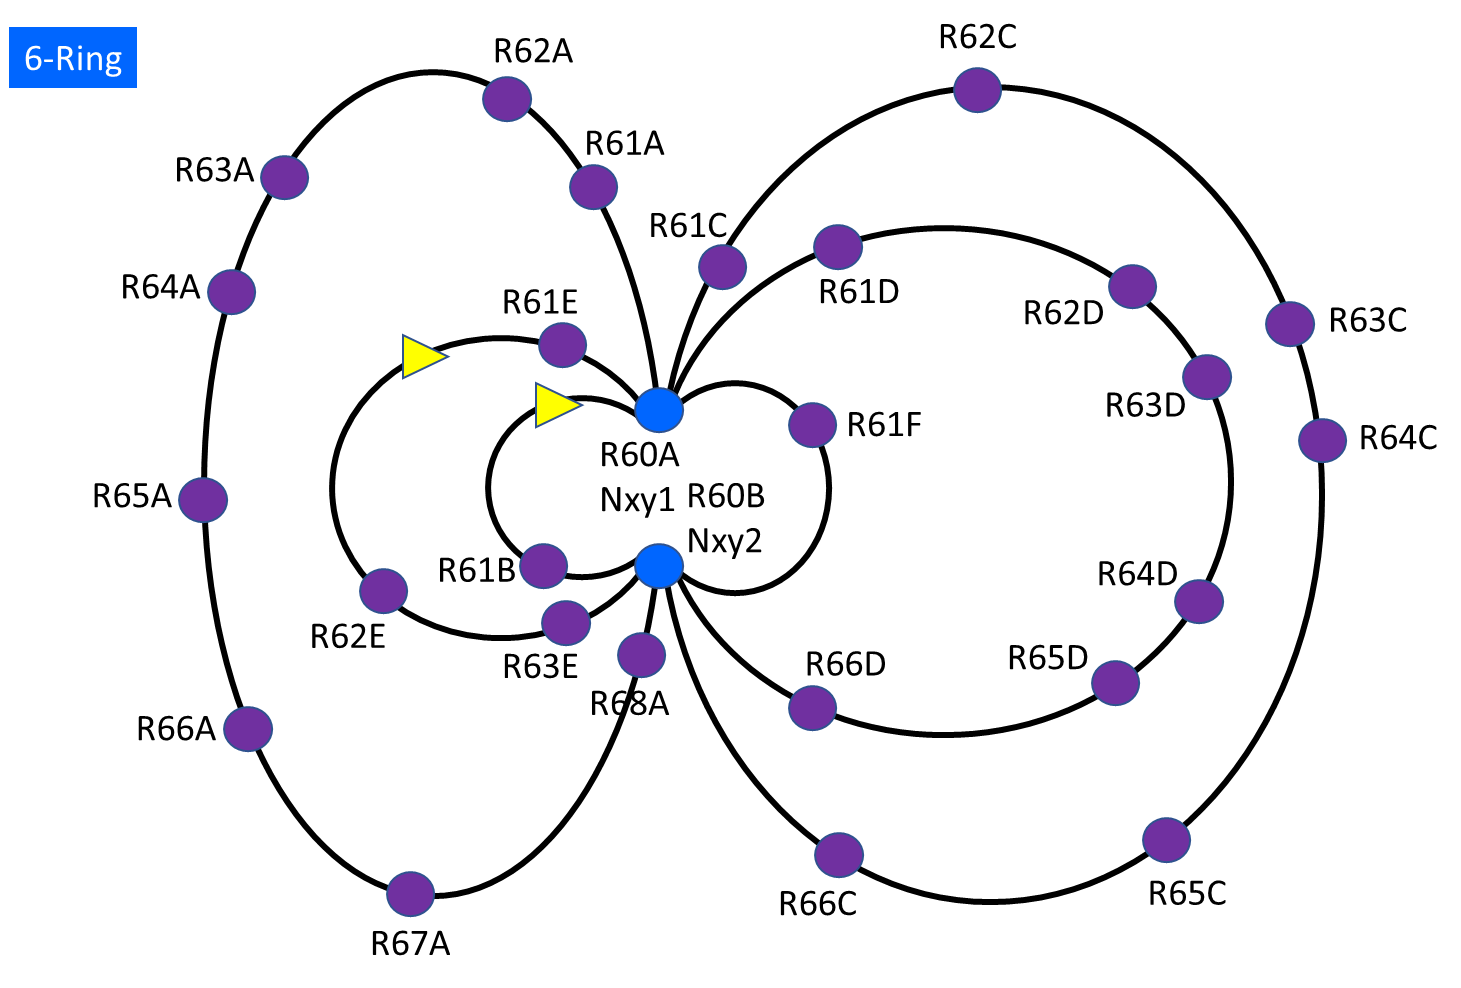 6-Ring
R62A
R62C
R61A
R63A
R61C
R64A
R61E
R61D
R62D
R63C
R63D
R61F
R64C
R60A
Nxy1
R60B
Nxy2
R65A
R61B
R64D
R62E
R63E
R66D
R65D
R68A
R66A
R66C
R65C
R67A